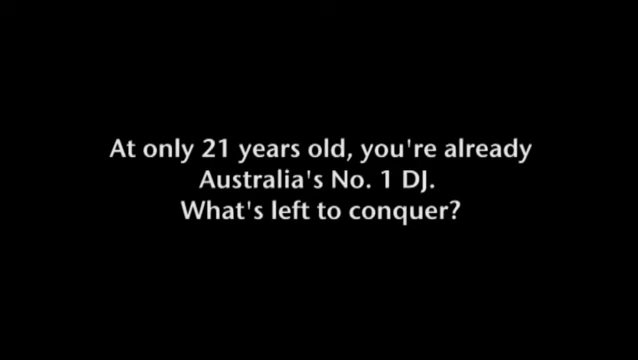 At only 21 years old, you're already
Australia's No. 1 DJ.
What's left to conquer?